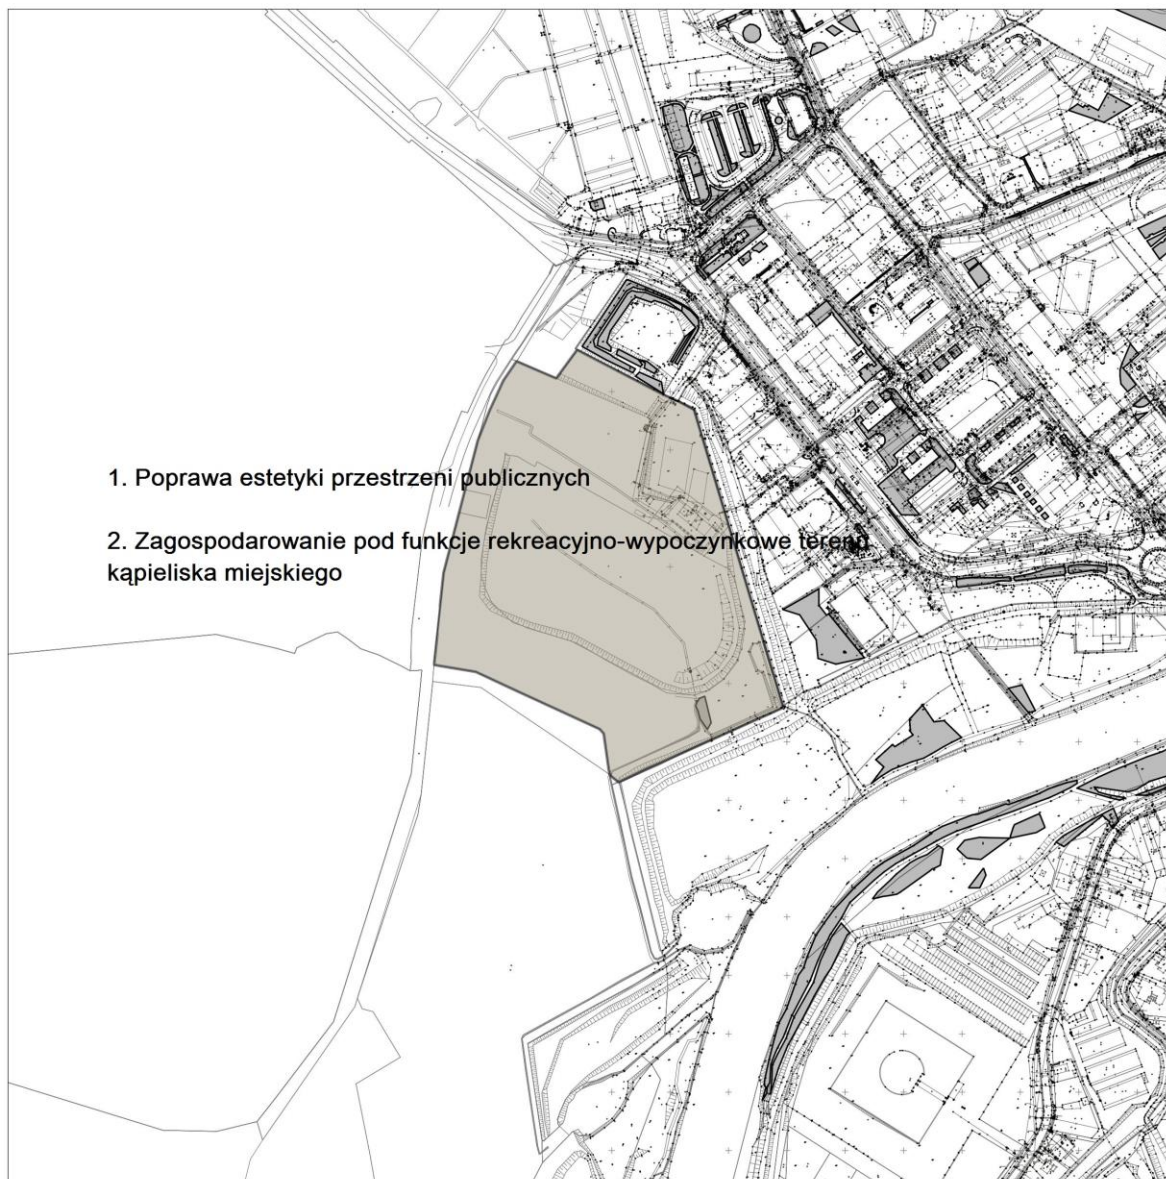 1. Poprawa estetyki przestrzeni publicznych
2. Zagospodarowanie pod funkcje rekreacyjno-wypoczynkowe terenu
kąpieliska miejskiego